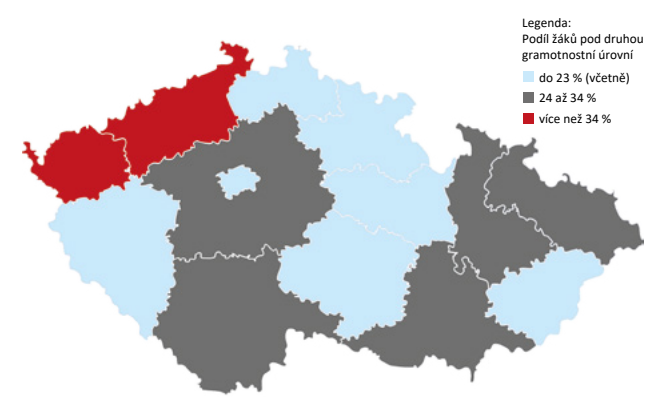 Legenda:
Podíl žáků pod druhou
gramotnostní úrovní
do 23 % (včetně)
24 až 34 %
více než 34 %